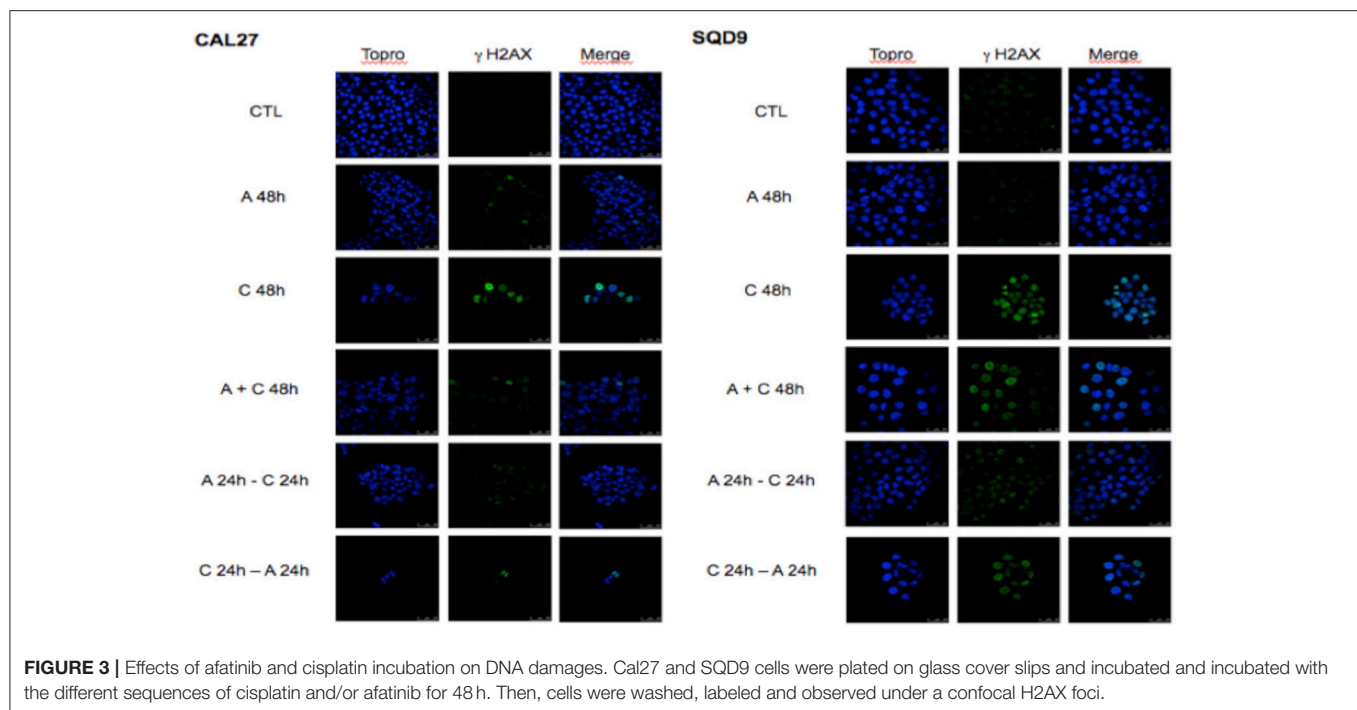 CAL27
Topro γ H2AX Merge
CTL
A 48h
C 48h
A + C 48h
A 24h - C 24h
C 24h – A 24h
SQD9
Topro γ H2AX Merge
CTL
A 48h
C 48h
A + C 48h
A 24h - C 24h
C 24h – A 24h
FIGURE 3 | Effects of afatinib and cisplatin incubation on DNA damages. Cal27 and SQD9 cells were plated on glass cover slips and incubated and incubated with
the different sequences of cisplatin and/or afatinib for 48 h. Then, cells were washed, labeled and observed under a confocal H2AX foci.